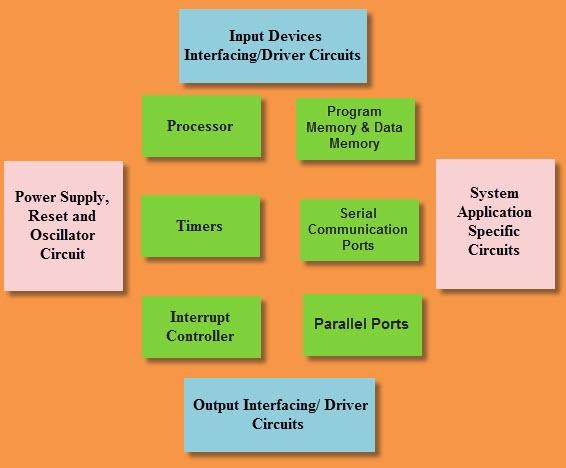 Input Devices
Interfacing/Driver Circuits
Processor
Program
Memory & Data
Memory
Power Supply,
Reset and
Oscillator
Circuit
Timers
Serial
Communication
Ports
System
Application
Specific
Circuits
Interrupt
Controller
Parallel Ports
Output Interfacing/ Driver
Circuits